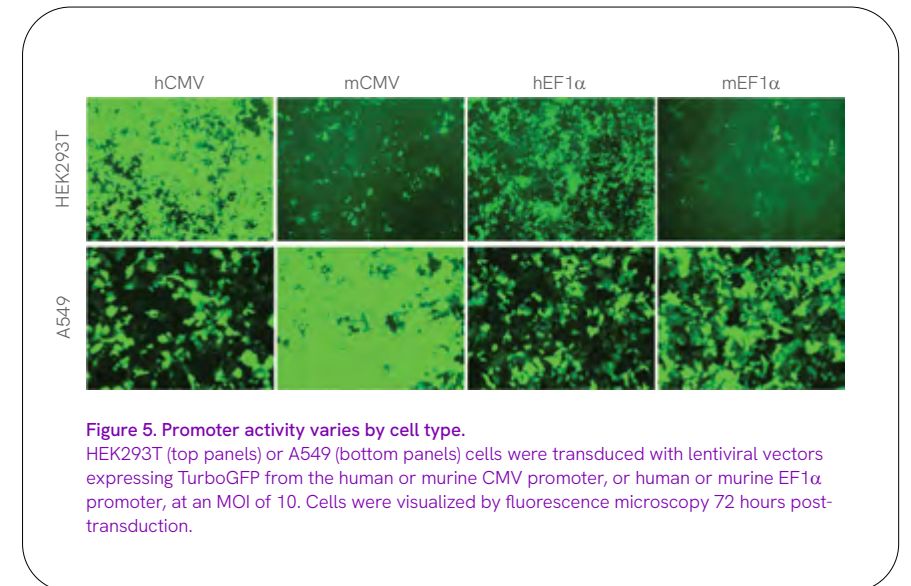 hCMV mCMV hEF1α mEF1α
HEK293T
A549
Figure 5. Promoter activity varies by cell type.
HEK293T (top panels) or A549 (bottom panels) cells were transduced with lentiviral vectors
expressing TurboGFP from the human or murine CMV promoter, or human or murine EF1α
promoter, at an MOI of 10. Cells were visualized by fluorescence microscopy 72 hours post-
transduction.